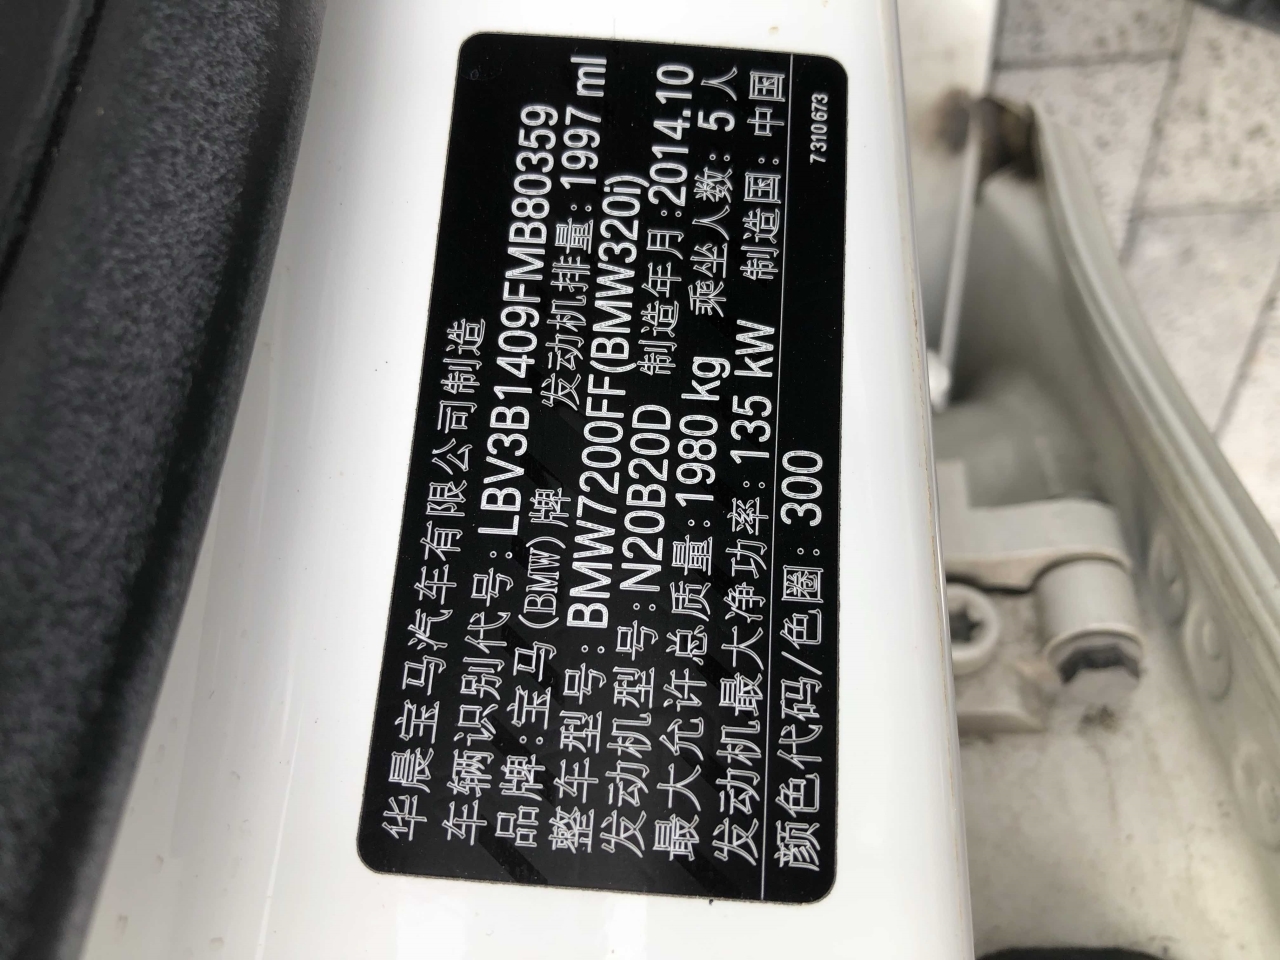 华晨宝马汽车有限公司制造
车辆识别代号:LBV3B1409FMB80359
品牌:宝马(BMW)牌 发动机排量:1997 ml
整车型号:BMW7200FF(BMW320i)
发动机型号:N20B20D 制造年月:2014.10
最大允许总质量:1980 kg 乘坐人数: 5 人
发动机最大净功率:135 kW 制造国:中国
颜色代码/色圈: 300 7310673